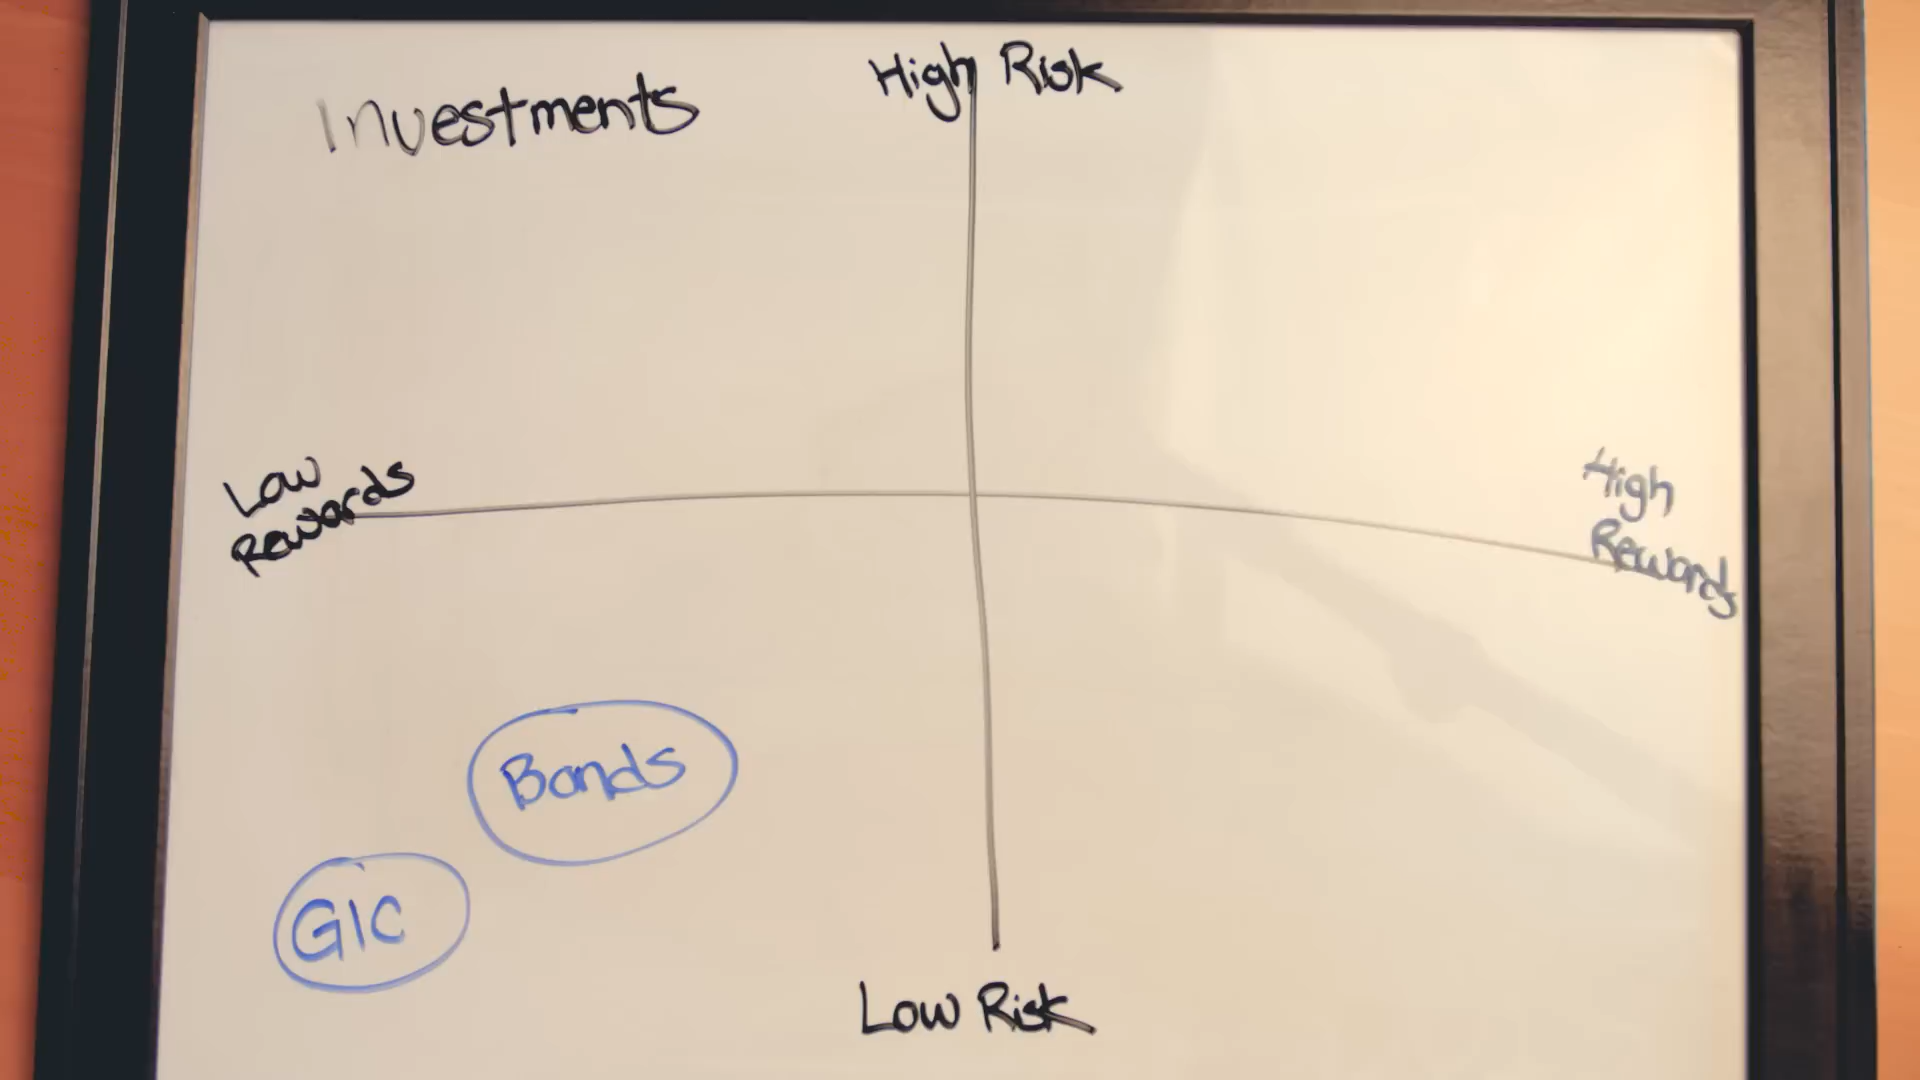 Investments
High Risk
Low
Rewards
High
Rewards
Bonds
GIC
Low Risk